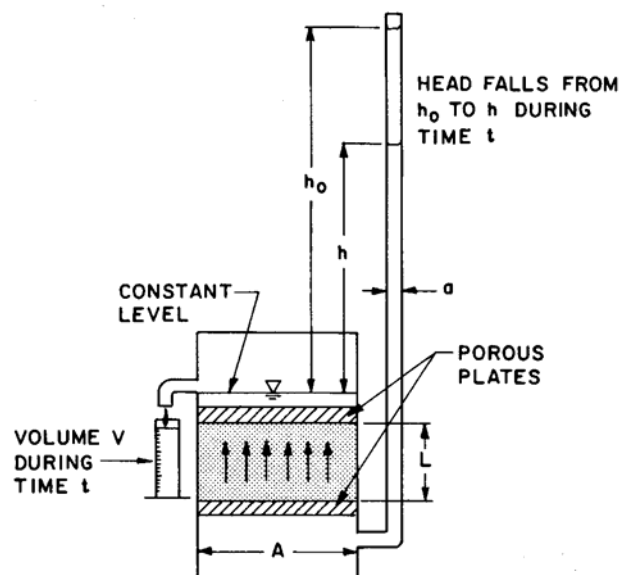 HEAD FALLS FROM
h₀ TO h DURING
TIME t
h₀
h
a
CONSTANT
LEVEL
POROUS
PLATES
VOLUME V
DURING
TIME t
L
A